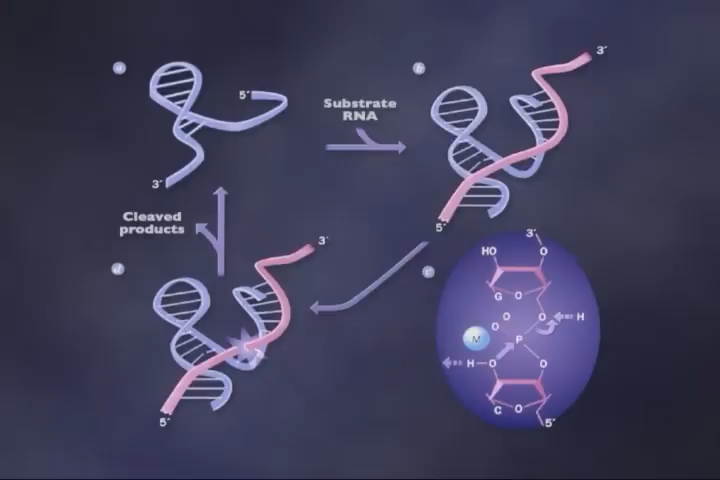 a
5′
3′
Substrate
RNA
b
3′
5′
Cleaved
products
d
3′
5′
c
3′
HO
O
G
O
O
O
O
H
P
M
H
O
O
C
O
5′